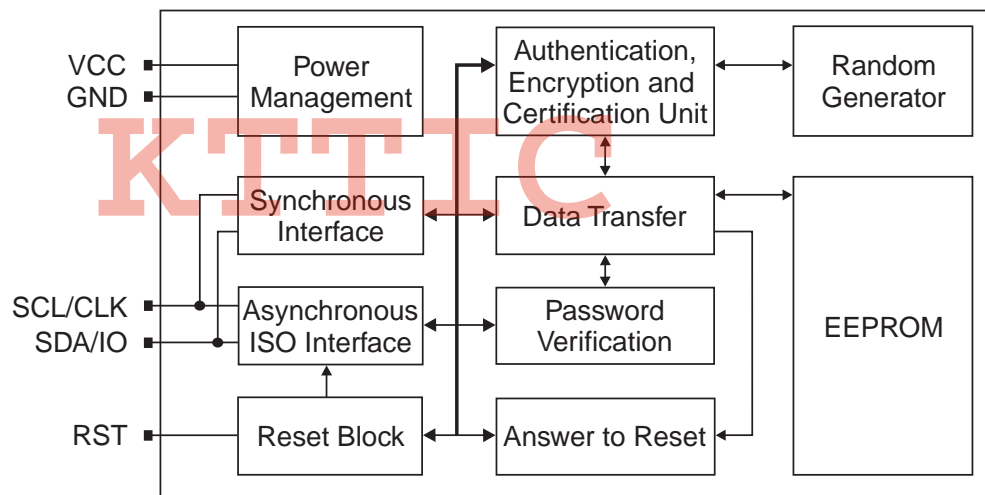 VCC
GND
Power
Management
Authentication,
Encryption and
Certification Unit
Random
Generator
KTTIC
Synchronous
Interface
Data Transfer
EEPROM
SCL/CLK
SDA/IO
Asynchronous
ISO Interface
Password
Verification
RST
Reset Block
Answer to Reset